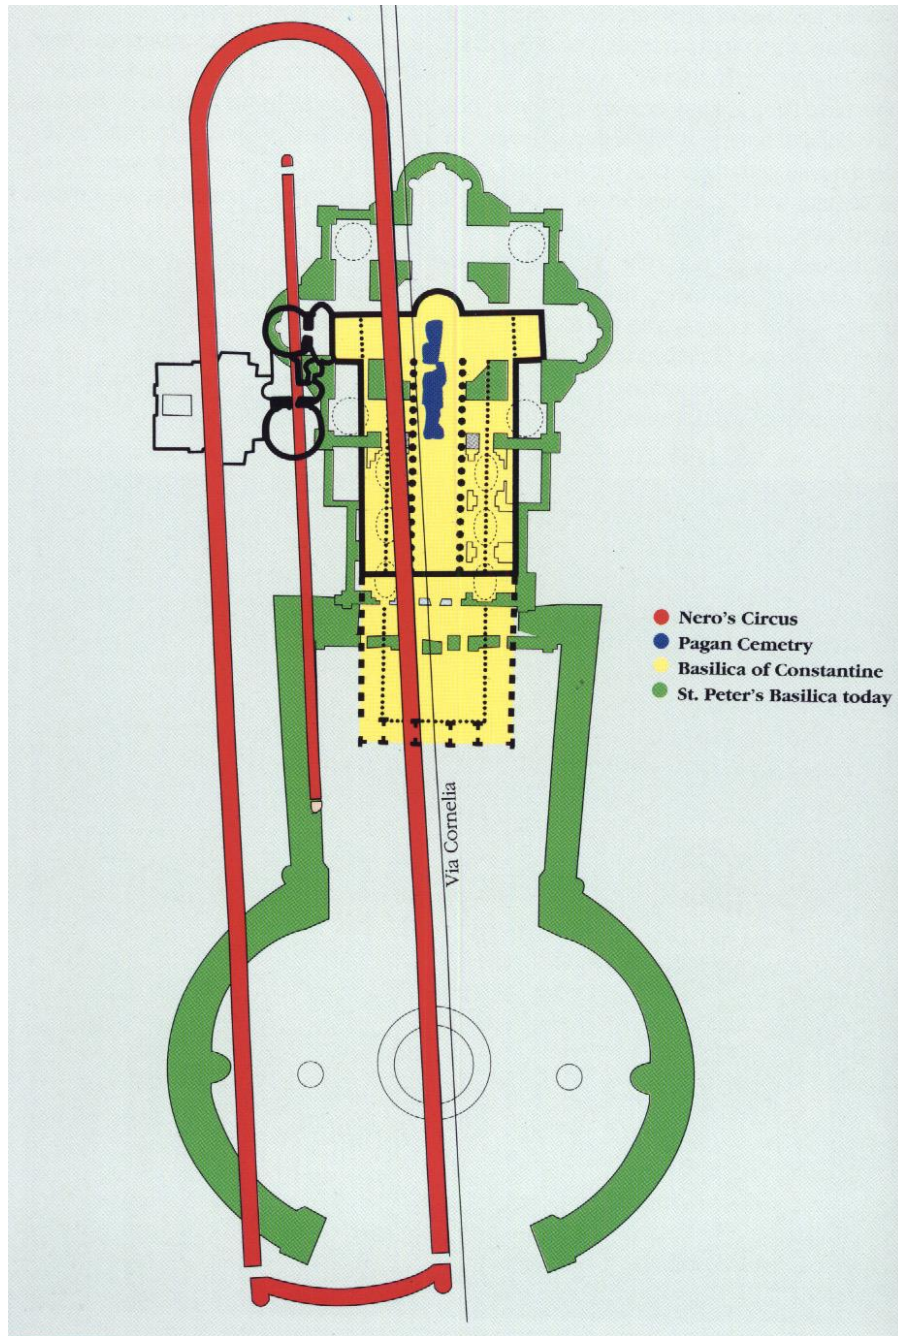 Nero's Circus
Pagan Cemetry
Basilica of Constantine
St. Peter's Basilica today
Via Cornelia